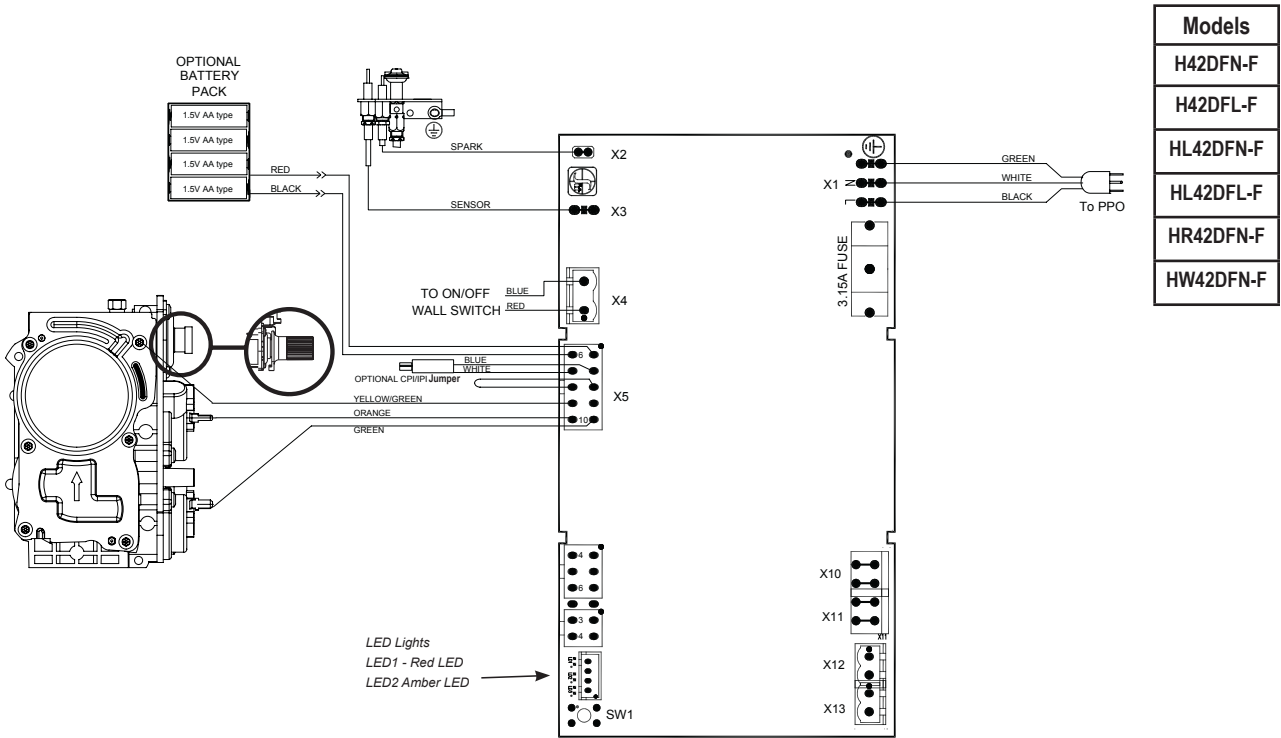 Models
H42DFN-F
H42DFL-F
HL42DFN-F
HL42DFL-F
HR42DFN-F
HW42DFN-F
OPTIONAL
BATTERY
PACK
1.5V AA type
1.5V AA type
1.5V AA type
1.5V AA type
RED
BLACK
SPARK
SENSOR
X2
X3
X1
N
L
GREEN
WHITE
BLACK
To PPO
3.15A FUSE
TO ON/OFF
WALL SWITCH
BLUE
RED
X4
6
BLUE
WHITE
OPTIONAL CPI/IPI Jumper
X5
YELLOW/GREEN
ORANGE
10
GREEN
4
6
3
4
X10
X11
X11
X12
X13
LED Lights
LED1 - Red LED
LED2 Amber LED
SW1